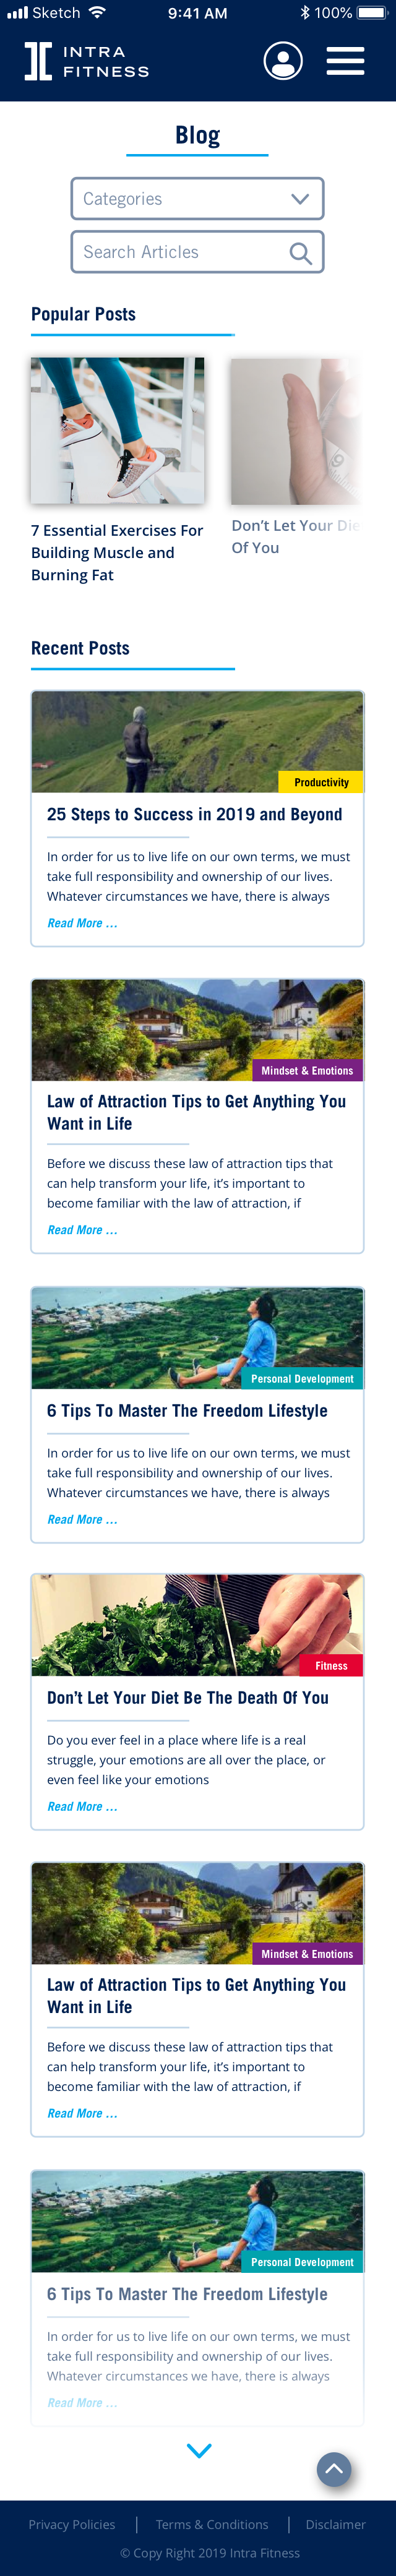 Sketch 9:41 AM 100%
INTRA
FITNESS
Blog
Categories
Search Articles
Popular Posts
7 Essential Exercises For
Building Muscle and
Burning Fat
Don’t Let Your Die
Of You
Recent Posts
Productivity
25 Steps to Success in 2019 and Beyond
In order for us to live life on our own terms, we must
take full responsibility and ownership of our lives.
Whatever circumstances we have, there is always
Read More ...
Mindset & Emotions
Law of Attraction Tips to Get Anything You
Want in Life
Before we discuss these law of attraction tips that
can help transform your life, it’s important to
become familiar with the law of attraction, if
Read More ...
Personal Development
6 Tips To Master The Freedom Lifestyle
In order for us to live life on our own terms, we must
take full responsibility and ownership of our lives.
Whatever circumstances we have, there is always
Read More ...
Fitness
Don’t Let Your Diet Be The Death Of You
Do you ever feel in a place where life is a real
struggle, your emotions are all over the place, or
even feel like your emotions
Read More ...
Mindset & Emotions
Law of Attraction Tips to Get Anything You
Want in Life
Before we discuss these law of attraction tips that
can help transform your life, it’s important to
become familiar with the law of attraction, if
Read More ...
Personal Development
6 Tips To Master The Freedom Lifestyle
In order for us to live life on our own terms, we must
take full responsibility and ownership of our lives.
Whatever circumstances we have, there is always
Read More ...
Privacy Policies | Terms & Conditions | Disclaimer
© Copy Right 2019 Intra Fitness